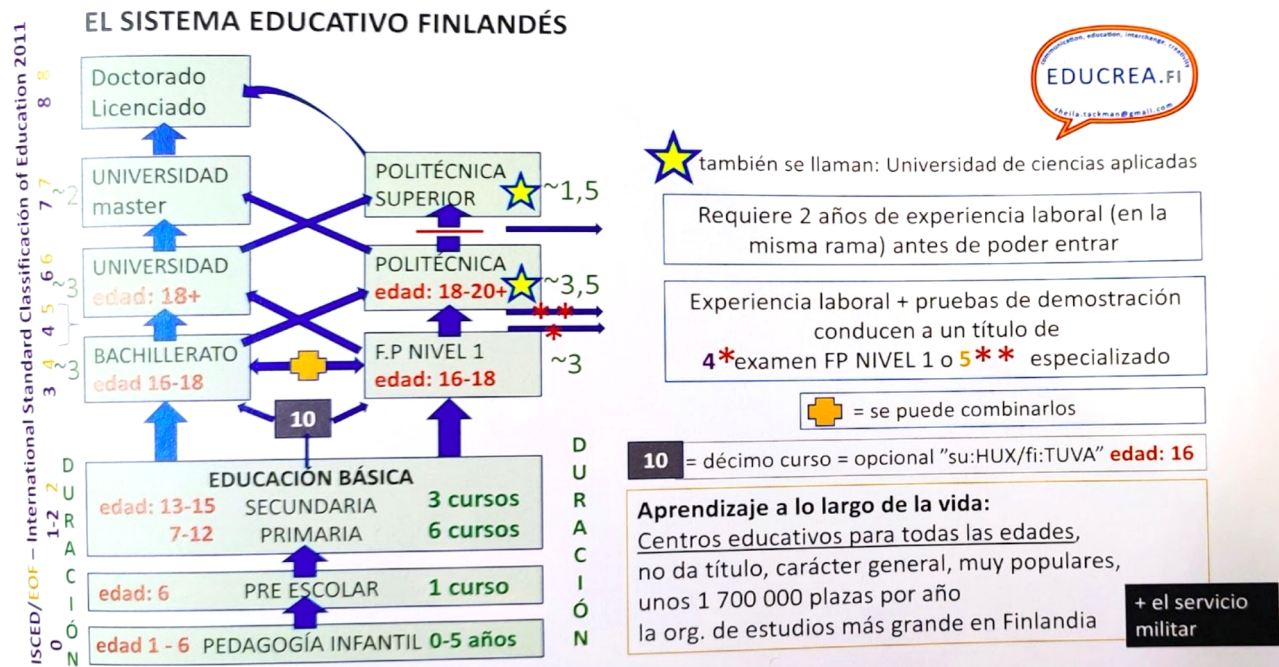 EL SISTEMA EDUCATIVO FINLANDÉS
ISCED/EOF – International Standard Classification of Education 2011
communication, education, interchange, creativity
EDUCREA.FI
sheila.tackman@gmail.com
8 8
Doctorado
Licenciado
7 7
~2
UNIVERSIDAD
master
POLITÉCNICA
SUPERIOR
~1,5
6 6
~3
UNIVERSIDAD
edad: 18+
POLITÉCNICA
edad: 18-20+
~3,5
4 5
* *
*
3 4
~3
BACHILLERATO
edad 16-18
F.P NIVEL 1
edad: 16-18
~3
10
1-2 2
EDUCACIÓN BÁSICA
edad: 13-15 SECUNDARIA 3 cursos
7-12 PRIMARIA 6 cursos
edad: 6 PRE ESCOLAR 1 curso
0
edad 1 - 6 PEDAGOGÍA INFANTIL 0-5 años
DURACIÓN
DURACIÓN
también se llaman: Universidad de ciencias aplicadas
Requiere 2 años de experiencia laboral (en la
misma rama) antes de poder entrar
Experiencia laboral + pruebas de demostración
conducen a un título de
4*examen FP NIVEL 1 o 5** especializado
= se puede combinarlos
10 = décimo curso = opcional ”su:HUX/fi:TUVA” edad: 16
Aprendizaje a lo largo de la vida:
Centros educativos para todas las edades,
no da título, carácter general, muy populares,
unos 1 700 000 plazas por año
la org. de estudios más grande en Finlandia
+ el servicio
militar